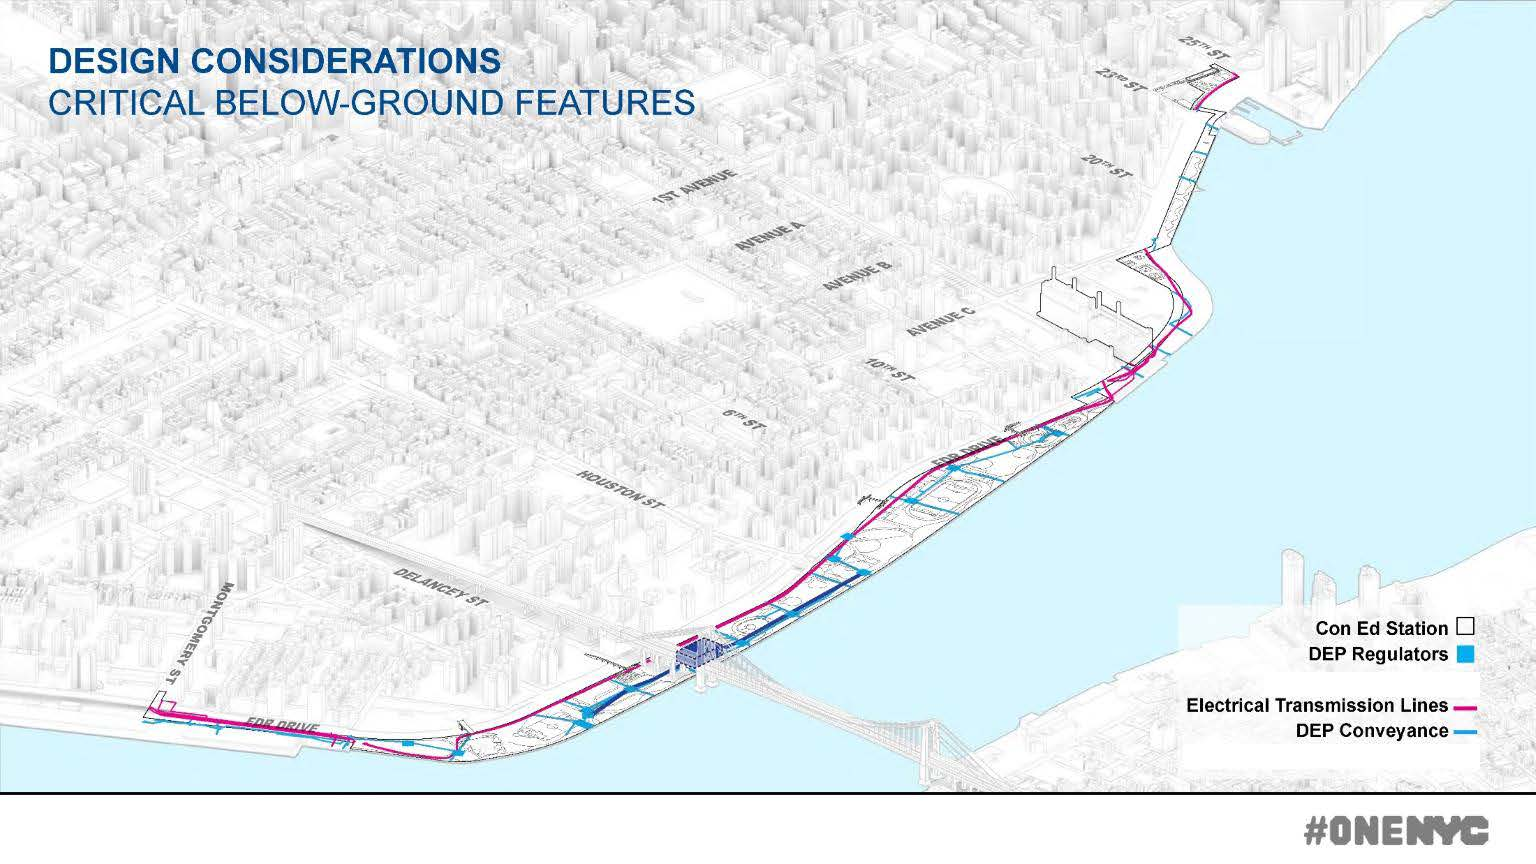 DESIGN CONSIDERATIONS
CRITICAL BELOW-GROUND FEATURES
25TH ST
23RD ST
20TH ST
1ST AVENUE
AVENUE A
AVENUE B
AVENUE C
10TH ST
6TH ST
FDR DRIVE
HOUSTON ST
DELANCEY ST
MONTGOMERY ST
FDR DRIVE
Con Ed Station
DEP Regulators
Electrical Transmission Lines
DEP Conveyance
#ONENYC